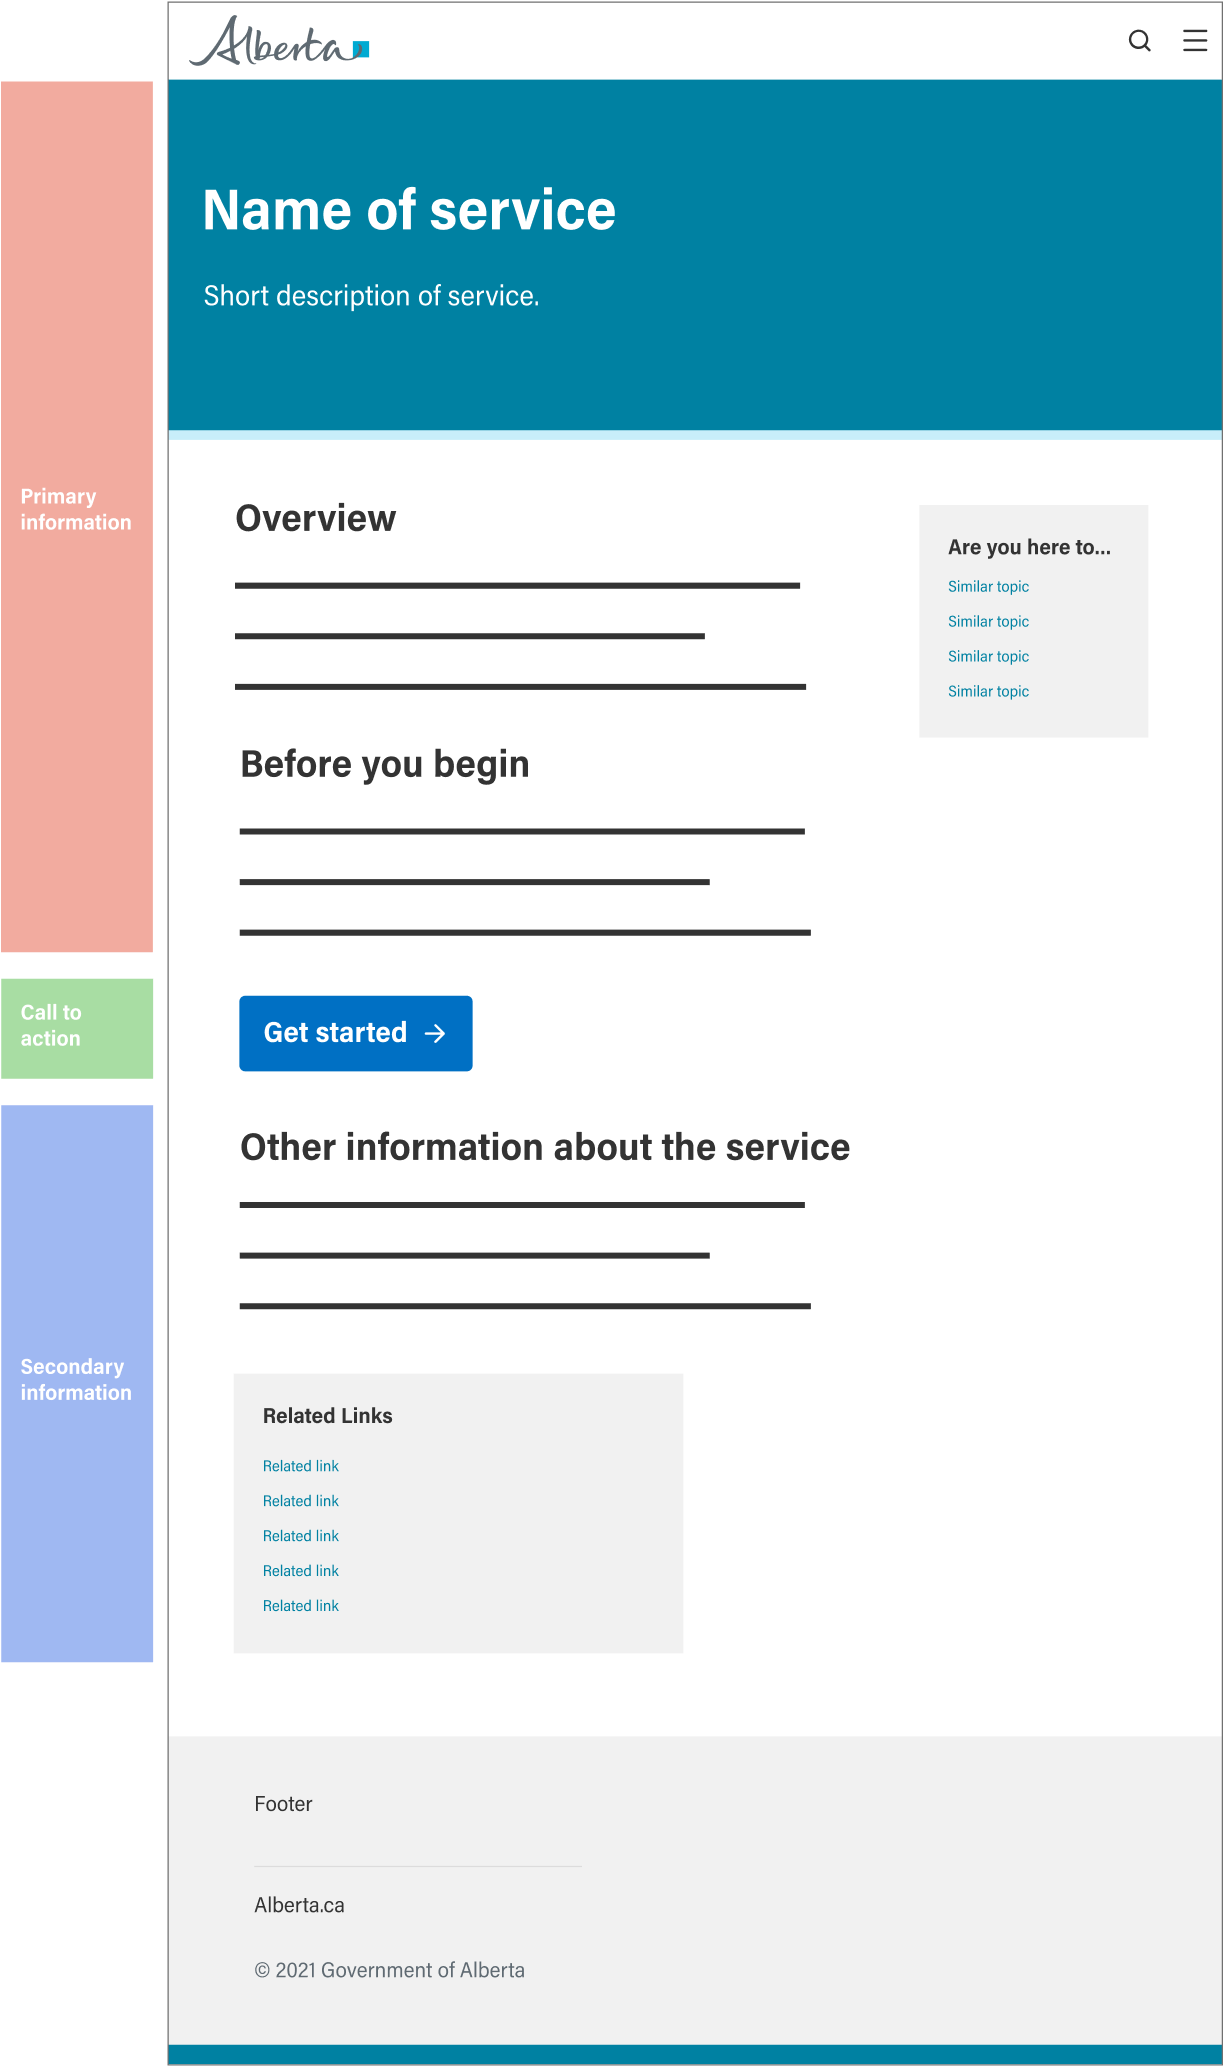 Alberta
Name of service
Short description of service.
Primary
information
Overview
Are you here to...
Similar topic
Similar topic
Similar topic
Similar topic
Before you begin
Call to
action
Get started
Other information about the service
Secondary
information
Related Links
Related link
Related link
Related link
Related link
Related link
Footer
Alberta.ca
© 2021 Government of Alberta